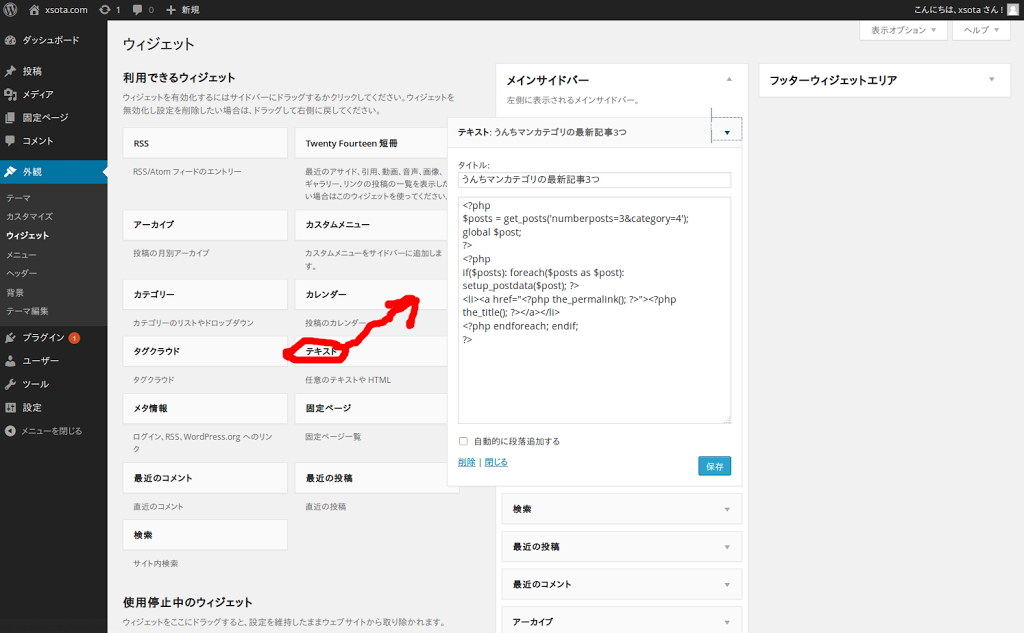 xsota.com 1 0 新規 こんにちは、xsota さん!
ダッシュボード
投稿
メディア
固定ページ
コメント
外観
テーマ
カスタマイズ
ウィジェット
メニュー
ヘッダー
背景
テーマ編集
プラグイン 1
ユーザー
ツール
設定
メニューを閉じる
表示オプション ヘルプ
ウィジェット
利用できるウィジェット
ウィジェットを有効化するにはサイドバーにドラッグするかクリックしてください。ウィジェットを
無効化し設定を削除したい場合は、ドラッグして右側に戻してください。
RSS
RSS/Atom フィードのエントリー
Twenty Fourteen 短冊
最近のアサイド、引用、動画、音声、画像、
ギャラリー、リンクの投稿の一覧を表示した
い場合はこのウィジェットを使ってください。
アーカイブ
投稿の月別アーカイブ
カスタムメニュー
カスタムメニューをサイドバーに追加しま
す。
カテゴリー
カテゴリーのリストやドロップダウン
カレンダー
投稿のカレンダー
タグクラウド
タグクラウド
テキスト
任意のテキストや HTML
メタ情報
ログイン、RSS、WordPress.org へのリン
ク
固定ページ
固定ページ一覧
最近のコメント
直近のコメント
最近の投稿
直近の投稿
検索
サイト内検索
使用停止中のウィジェット
ウィジェットをここにドラッグすると、設定を維持したままウェブサイトから取り除かれます。
メインサイドバー
左側に表示されるメインサイドバー。
テキスト: うんちマンカテゴリの最新記事3つ
タイトル:
うんちマンカテゴリの最新記事3つ
<?php
$posts = get_posts('numberposts=3&category=4');
global $post;
?>
<?php
if($posts): foreach($posts as $post):
setup_postdata($post); ?>
<li><a href="<?php the_permalink(); ?>"><?php
the_title(); ?></a></li>
<?php endforeach; endif;
?>
自動的に段落追加する
削除 | 閉じる
保存
検索
最近の投稿
最近のコメント
アーカイブ
フッターウィジェットエリア